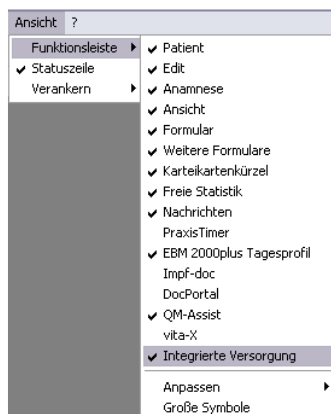 Ansicht ?
Funktionsleiste
Statuszeile
Verankern
Patient
Edit
Anamnese
Ansicht
Formular
Weitere Formulare
Karteikartenkürzel
Freie Statistik
Nachrichten
PraxisTimer
EBM 2000plus Tagesprofil
Impf-doc
DocPortal
QM-Assist
vita-X
Integrierte Versorgung
Anpassen
Große Symbole